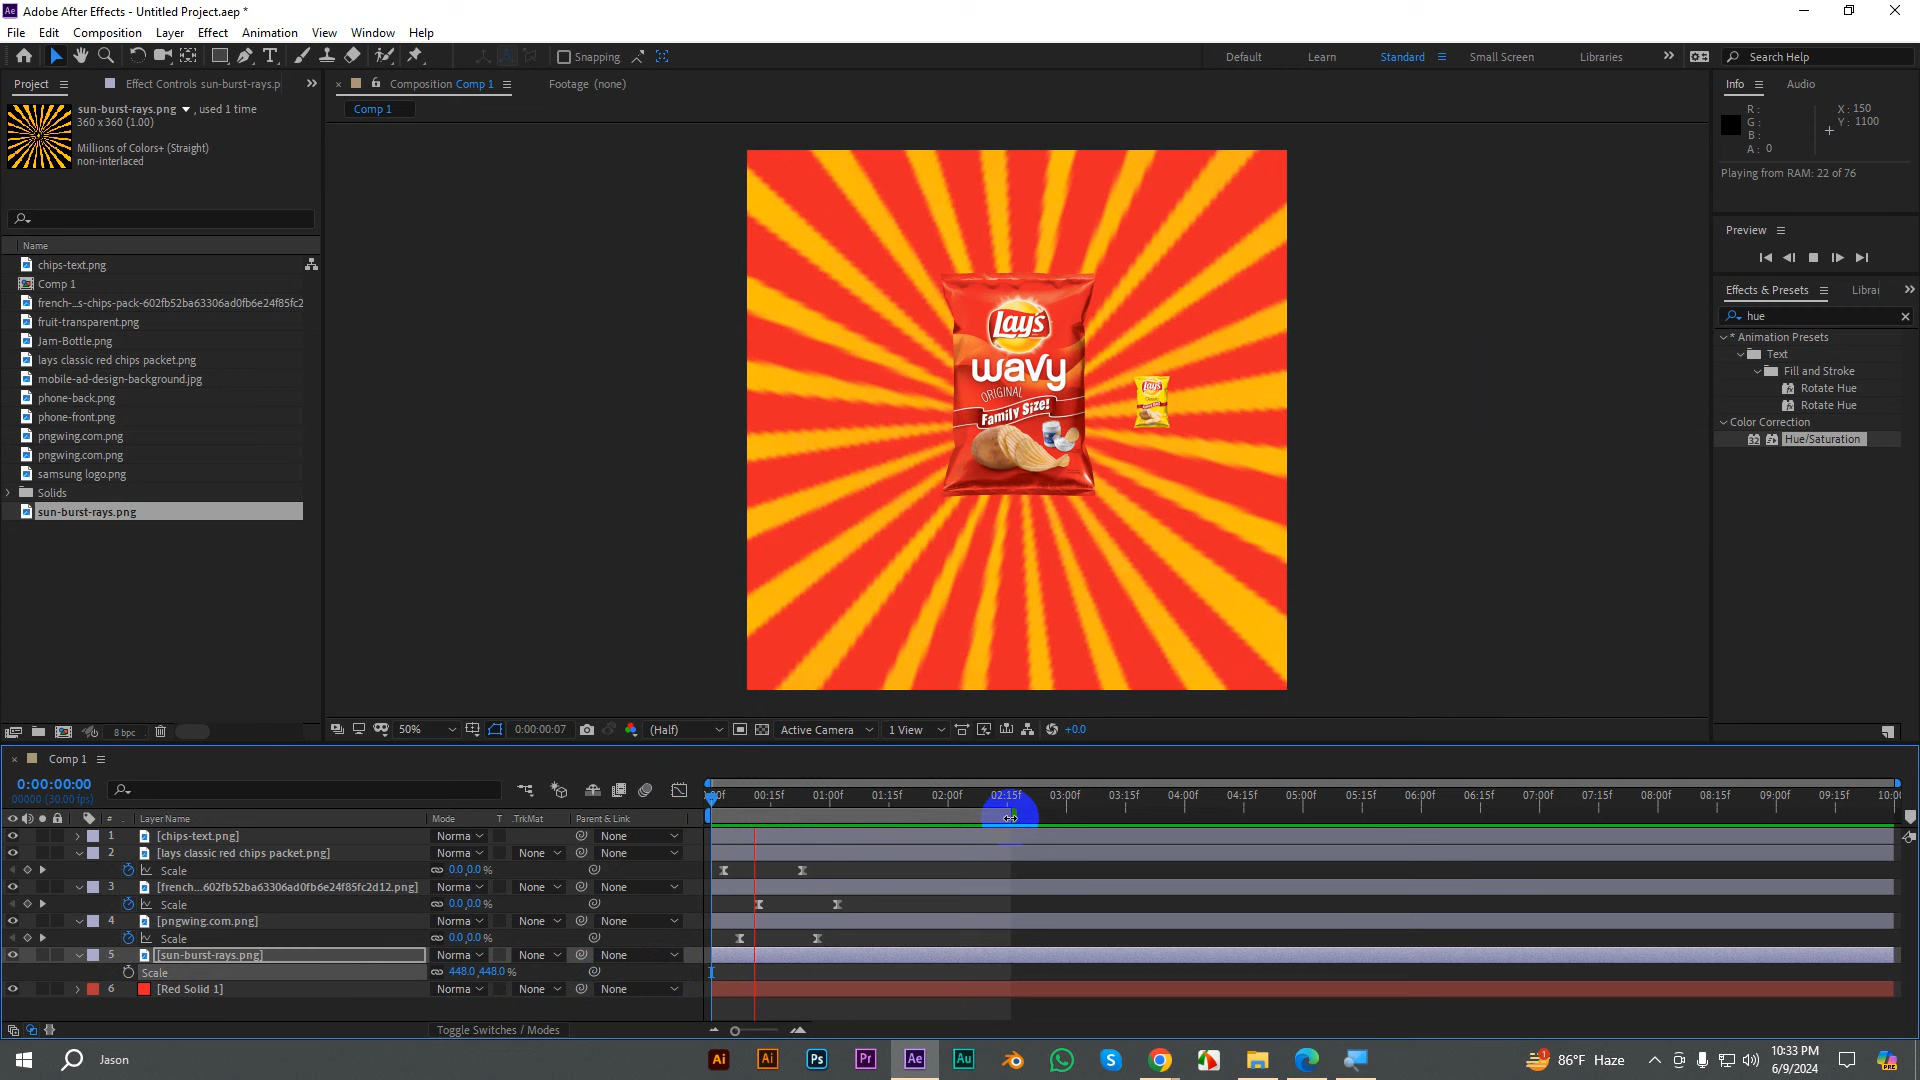 Adobe After Effects - Untitled Project.aep *
File Edit Composition Layer Effect Animation View Window Help
Snapping Default Learn Standard Small Screen Libraries Search Help
Project Effect Controls sun-burst-rays.p Composition Comp 1 Footage (none) Info Audio
Comp 1
sun-burst-rays.png , used 1 time
360 x 360 (1.00)
Millions of Colors+ (Straight)
non-interlaced
R : X : 150
G : Y : 1100
B :
A : 0
Playing from RAM: 22 of 76
Preview
Effects & Presets Librar
hue
* Animation Presets
Text
Fill and Stroke
Rotate Hue
Rotate Hue
Color Correction
32 Hue/Saturation
Name
chips-text.png
Comp 1
french-...s-chips-pack-602fb52ba63306ad0fb6e24f85fc2
fruit-transparent.png
Jam-Bottle.png
lays classic red chips packet.png
mobile-ad-design-background.jpg
phone-back.png
phone-front.png
pngwing.com.png
pngwing.com.png
samsung logo.png
Solids
sun-burst-rays.png
Lay's
wavy
ORIGINAL
Family Size!
Lay's
8 bpc
50% 0:00:00:07 (Half) Active Camera 1 View +0.0
Comp 1
0:00:00:00
00000 (30.00 fps)
:00f 00:15f 01:00f 01:15f 02:00f 02:15f 03:00f 03:15f 04:00f 04:15f 05:00f 05:15f 06:00f 06:15f 07:00f 07:15f 08:00f 08:15f 09:00f 09:15f 10:00
# Layer Name Mode T .TrkMat Parent & Link
1 [chips-text.png] Norma None
2 [lays classic red chips packet.png] Norma None None
Scale 0.0,0.0 %
3 [french...602fb52ba63306ad0fb6e24f85fc2d12.png] Norma None None
Scale 0.0,0.0 %
4 [pngwing.com.png] Norma None None
Scale 0.0,0.0 %
5 [sun-burst-rays.png] Norma None None
Scale 448.0,448.0 %
6 [Red Solid 1] Norma None None
Toggle Switches / Modes
Jason Ai Ai Ps Pr Ae Au 86°F Haze 10:33 PM
6/9/2024